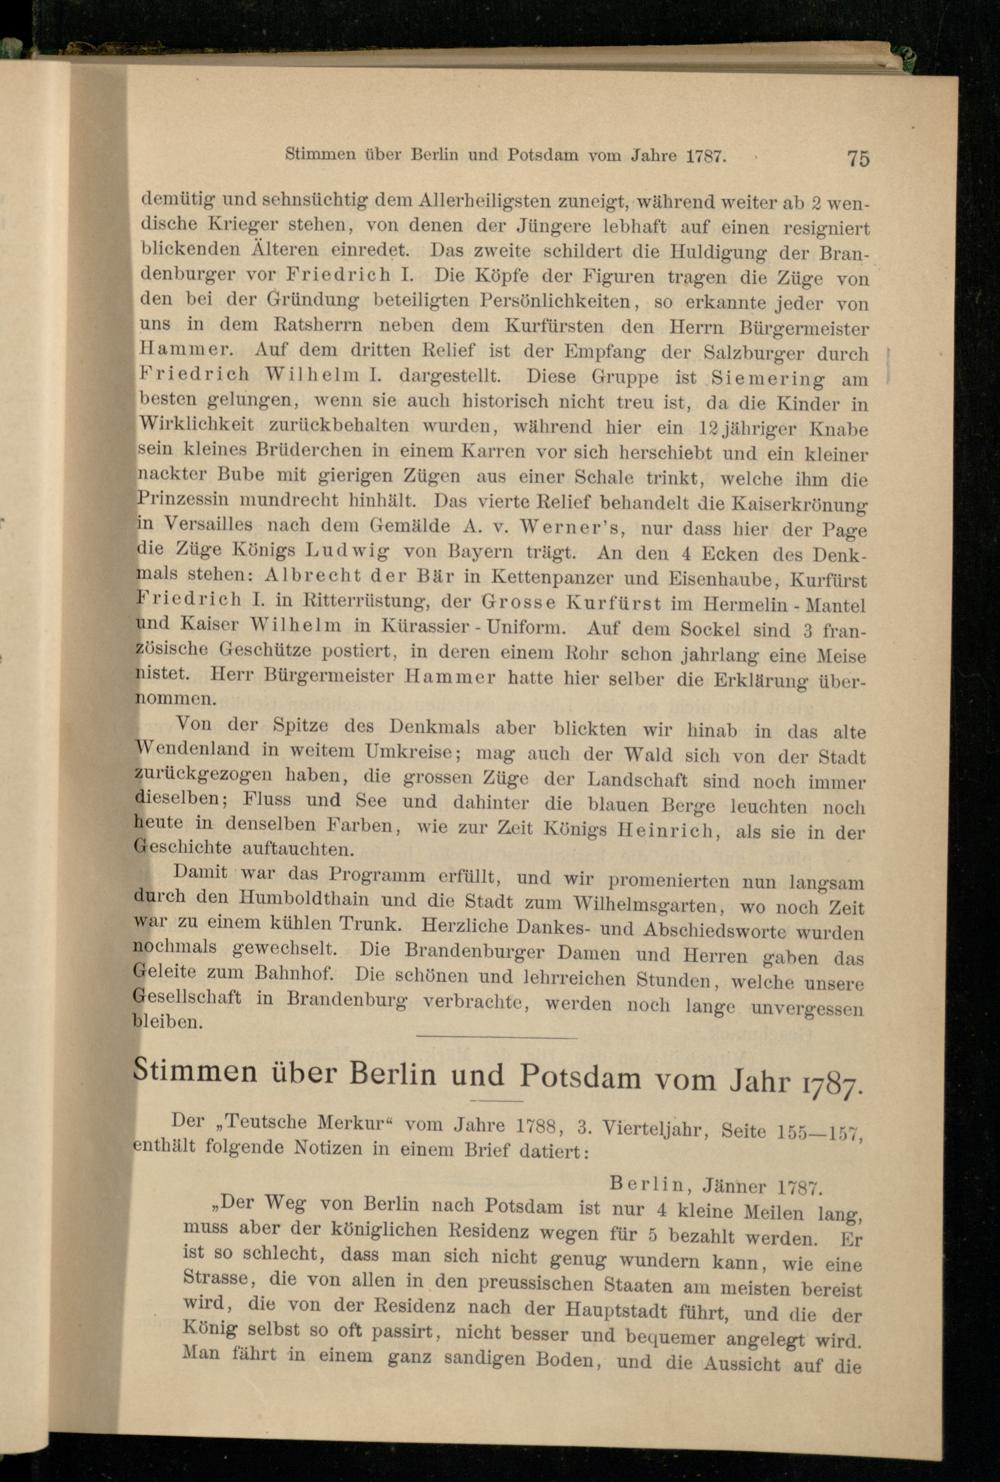 Stimmen über Berlin und Potsdam vom Jahre 1787. 75
demütig und sehnsüchtig dem Allerheiligsten zuneigt, während weiter ab 2 wen-
dische Krieger stehen, von denen der Jüngere lebhaft auf einen resigniert
blickenden Älteren einredet. Das zweite schildert die Huldigung der Bran-
denburger vor Friedrich I. Die Köpfe der Figuren tragen die Züge von
den bei der Gründung beteiligten Persönlichkeiten, so erkannte jeder von
uns in dem Ratsherrn neben dem Kurfürsten den Herrn Bürgermeister
Hammer. Auf dem dritten Relief ist der Empfang der Salzburger durch
Friedrich Wilhelm I. dargestellt. Diese Gruppe ist Siemering am
besten gelungen, wenn sie auch historisch nicht treu ist, da die Kinder in
Wirklichkeit zurückbehalten wurden, während hier ein 12 jähriger Knabe
sein kleines Brüderchen in einem Karren vor sich herschiebt und ein kleiner
nackter Bube mit gierigen Zügen aus einer Schale trinkt, welche ihm die
Prinzessin mundrecht hinhält. Das vierte Relief behandelt die Kaiserkrönung
in Versailles nach dem Gemälde A. v. Werner's, nur dass hier der Page
die Züge Königs Ludwig von Bayern trägt. An den 4 Ecken des Denk-
mals stehen: Albrecht der Bär in Kettenpanzer und Eisenhaube, Kurfürst
Friedrich I. in Ritterrüstung, der Grosse Kurfürst im Hermelin-Mantel
und Kaiser Wilhelm in Kürassier-Uniform. Auf dem Sockel sind 3 fran-
zösische Geschütze postiert, in deren einem Rohr schon jahrlang eine Meise
nistet. Herr Bürgermeister Hammer hatte hier selber die Erklärung über-
nommen.
Von der Spitze des Denkmals aber blickten wir hinab in das alte
Wendenland in weitem Umkreise; mag auch der Wald sich von der Stadt
zurückgezogen haben, die grossen Züge der Landschaft sind noch immer
dieselben; Fluss und See und dahinter die blauen Berge leuchten noch
heute in denselben Farben, wie zur Zeit Königs Heinrich, als sie in der
Geschichte auftauchten.
Damit war das Programm erfüllt, und wir promenierten nun langsam
durch den Humboldthain und die Stadt zum Wilhelmsgarten, wo noch Zeit
war zu einem kühlen Trunk. Herzliche Dankes- und Abschiedsworte wurden
nochmals gewechselt. Die Brandenburger Damen und Herren gaben das
Geleite zum Bahnhof. Die schönen und lehrreichen Stunden, welche unsere
Gesellschaft in Brandenburg verbrachte, werden noch lange unvergessen
bleiben.
Stimmen über Berlin und Potsdam vom Jahr 1787.
Der „Teutsche Merkur“ vom Jahre 1788, 3. Vierteljahr, Seite 155—157,
enthält folgende Notizen in einem Brief datiert:
Berlin, Jänner 1787.
„Der Weg von Berlin nach Potsdam ist nur 4 kleine Meilen lang,
muss aber der königlichen Residenz wegen für 5 bezahlt werden. Er
ist so schlecht, dass man sich nicht genug wundern kann, wie eine
Strasse, die von allen in den preussischen Staaten am meisten bereist
wird, die von der Residenz nach der Hauptstadt führt, und die der
König selbst so oft passirt, nicht besser und bequemer angelegt wird.
Man fährt in einem ganz sandigen Boden, und die Aussicht auf die